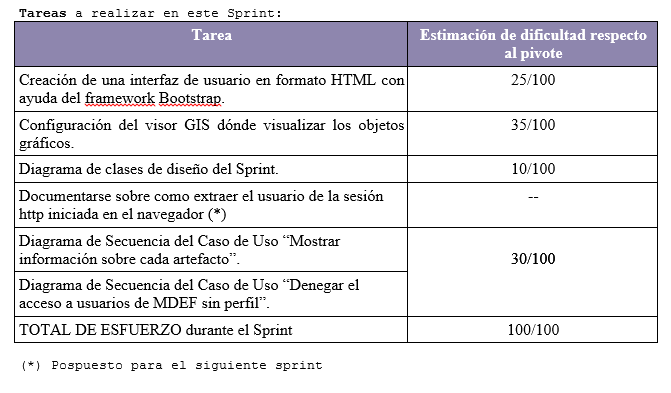 Tareas a realizar en este Sprint:
Tarea
Estimación de dificultad respecto
al pivote
Creación de una interfaz de usuario en formato HTML con
ayuda del framework Bootstrap.
25/100
Configuración del visor GIS dónde visualizar los objetos
gráficos.
35/100
Diagrama de clases de diseño del Sprint.
10/100
Documentarse sobre como extraer el usuario de la sesión
http iniciada en el navegador (*)
--
Diagrama de Secuencia del Caso de Uso “Mostrar
información sobre cada artefacto”.
30/100
Diagrama de Secuencia del Caso de Uso “Denegar el
acceso a usuarios de MDEF sin perfil”.
TOTAL DE ESFUERZO durante el Sprint
100/100
(*) Pospuesto para el siguiente sprint